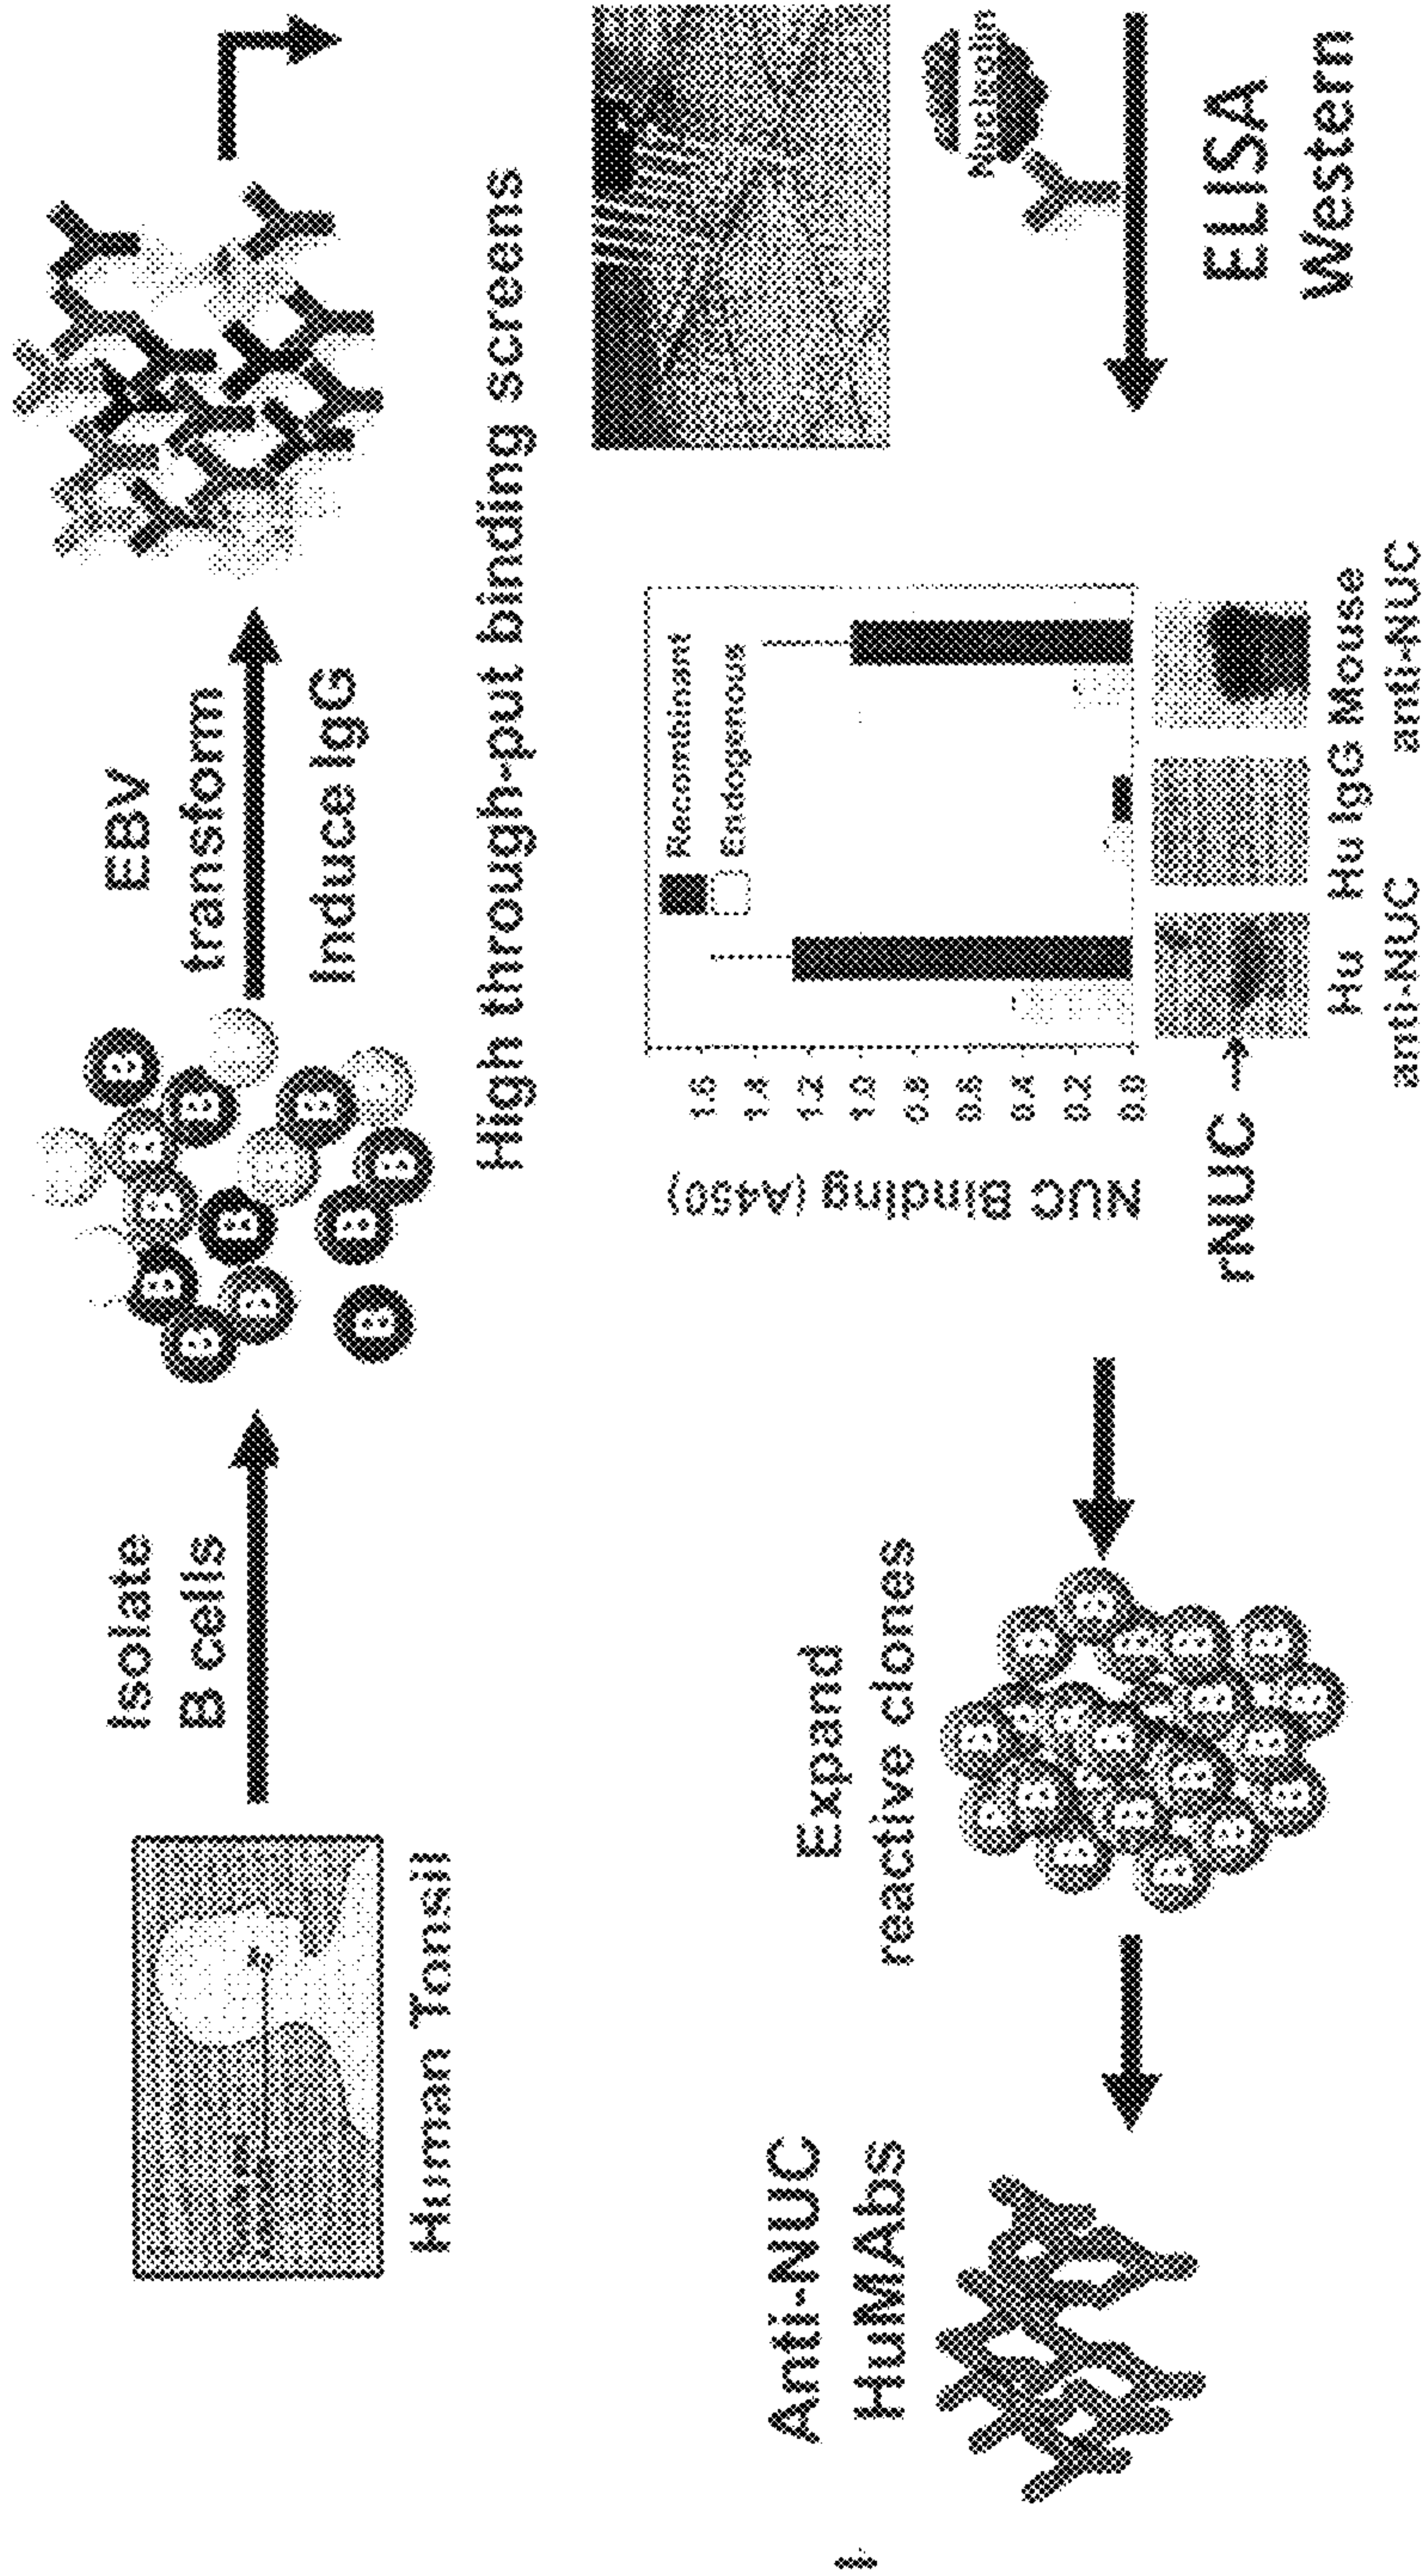 Human Tonsil
Isolate
B cells
B
EBV
transform
Induce IgG
High through-put binding screens
Nucleolin
ELISA
Western
Recombinant
Endogenous
1.6
1.4
1.2
1.0
0.8
0.6
0.4
0.2
0.0
NUC Binding (A450)
rNUC →
Hu
anti-NUC
Hu IgG
Mouse
anti-NUC
Expand
reactive clones
B
Anti-NUC
HuMAbs